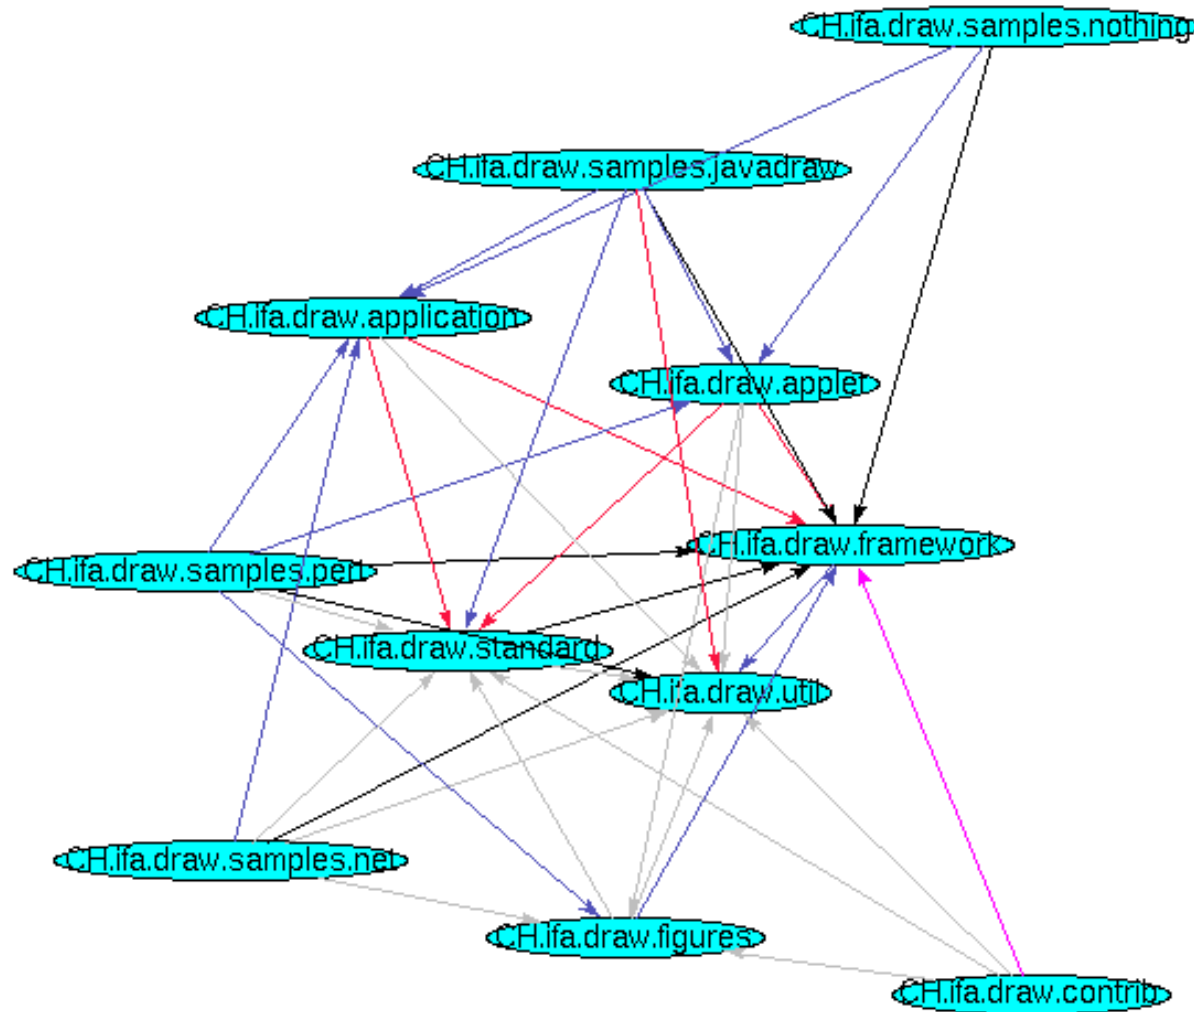 CH.ifa.draw.samples.nothing
CH.ifa.draw.samples.javadraw
CH.ifa.draw.application
CH.ifa.draw.applet
CH.ifa.draw.framework
CH.ifa.draw.samples.pert
CH.ifa.draw.standard
CH.ifa.draw.util
CH.ifa.draw.samples.net
CH.ifa.draw.figures
CH.ifa.draw.contrib